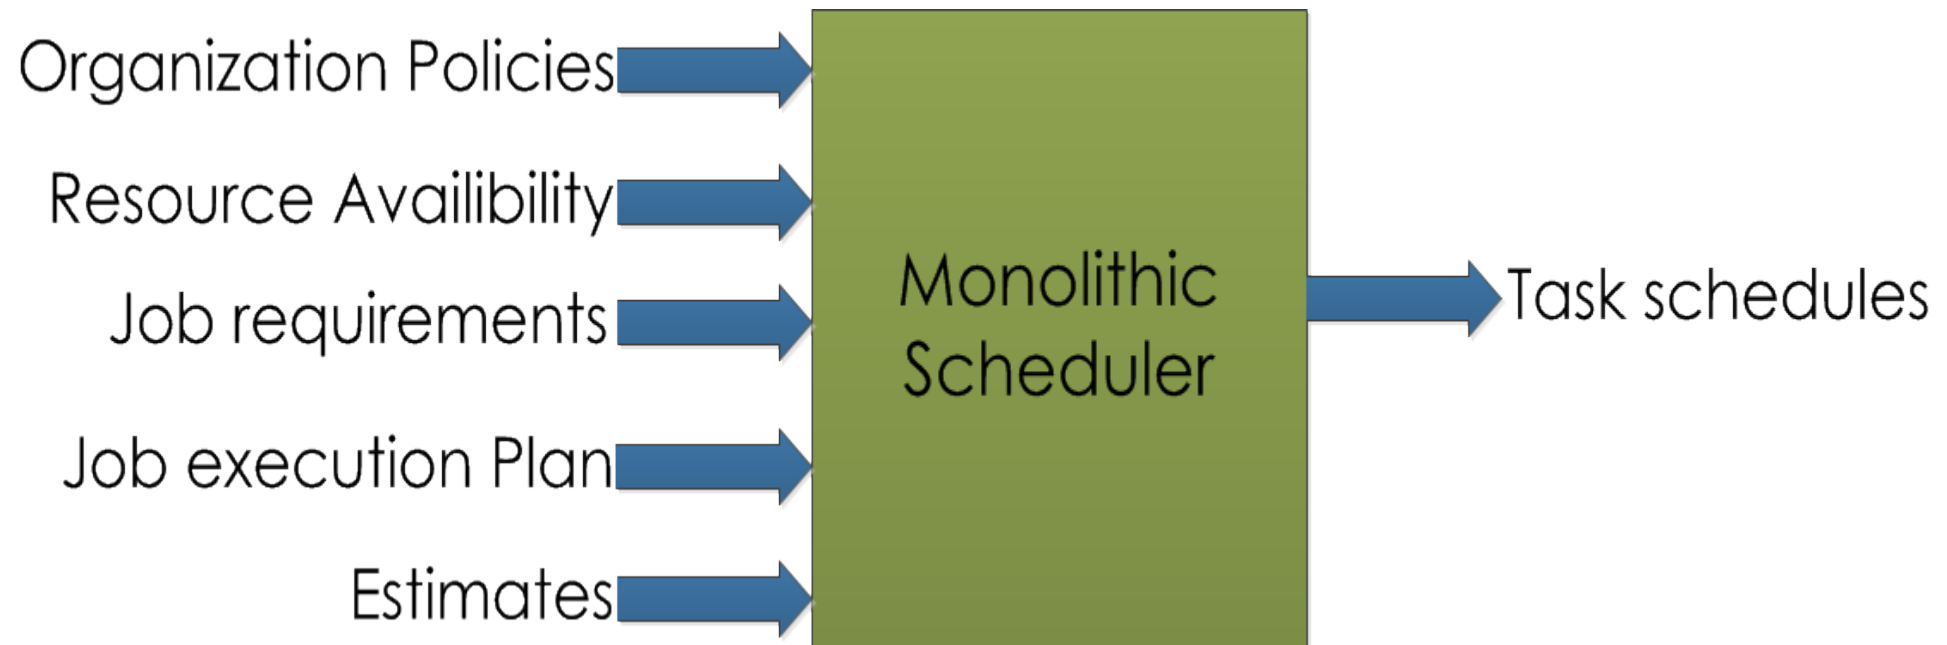 Organization Policies
Resource Availibility
Job requirements
Job execution Plan
Estimates
Monolithic
Scheduler
Task schedules